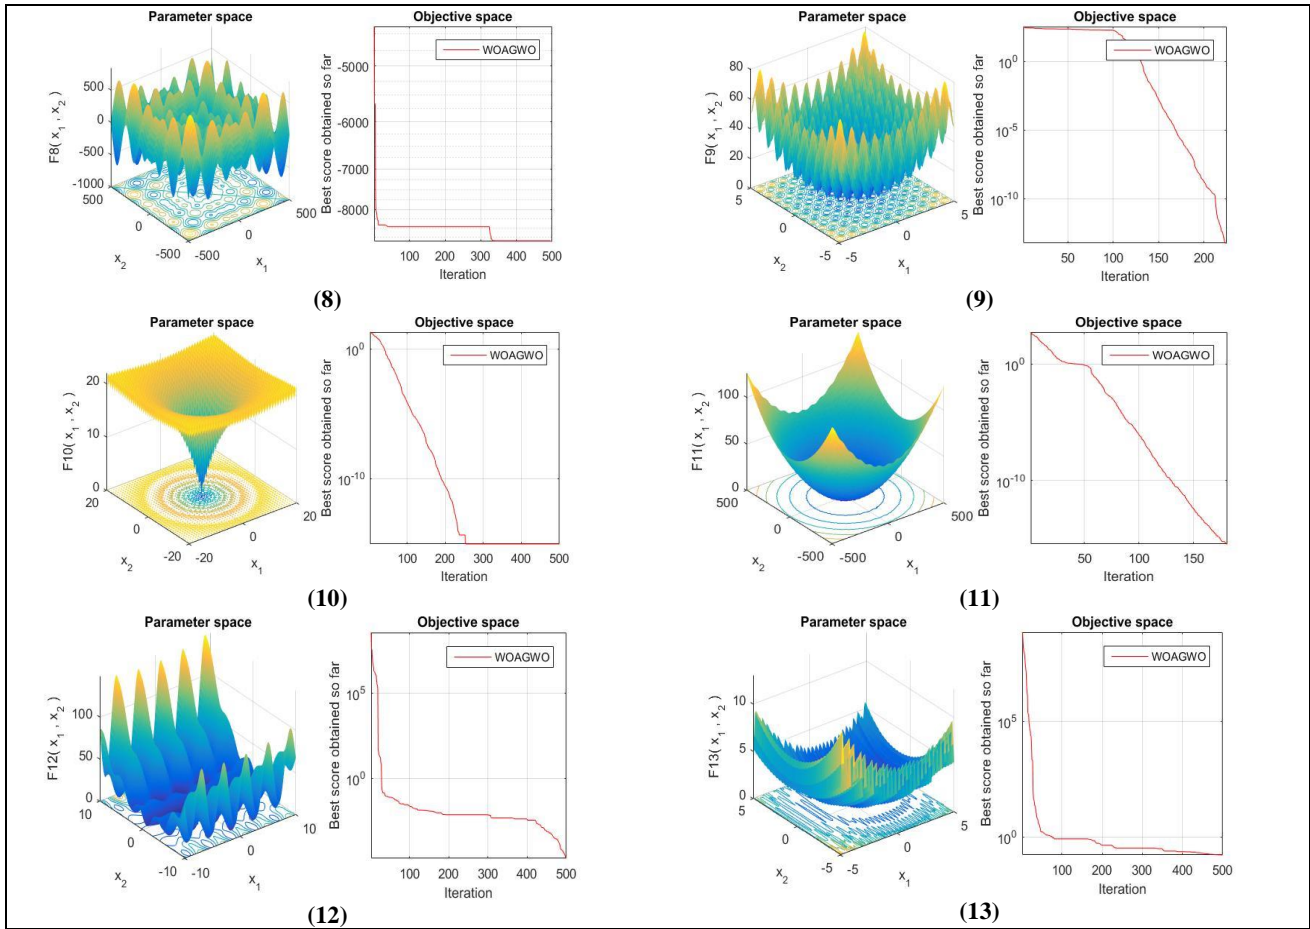 Parameter space
Objective space
F8( x1 , x2 )
500
0
-500
-1000
500
0
-500
-500
0
500
x2
x1
Best score obtained so far
-5000
-6000
-7000
-8000
WOAGWO
100 200 300 400 500
Iteration
(8)
Parameter space
Objective space
F9( x1 , x2 )
80
60
40
20
0
5
0
-5
-5
0
5
x2
x1
Best score obtained so far
10^0
10^-5
10^-10
WOAGWO
50 100 150 200
Iteration
(9)
Parameter space
Objective space
F10( x1 , x2 )
20
10
0
20
0
-20
-20
0
20
x2
x1
Best score obtained so far
10^0
10^-10
WOAGWO
100 200 300 400 500
Iteration
(10)
Parameter space
Objective space
F11( x1 , x2 )
100
50
0
500
0
-500
-500
0
500
x2
x1
Best score obtained so far
10^0
10^-10
WOAGWO
50 100 150
Iteration
(11)
Parameter space
Objective space
F12( x1 , x2 )
100
50
0
10
0
-10
-10
0
10
x2
x1
Best score obtained so far
10^5
10^0
WOAGWO
100 200 300 400 500
Iteration
(12)
Parameter space
Objective space
F13( x1 , x2 )
10
5
0
5
0
-5
-5
0
5
x2
x1
Best score obtained so far
10^5
10^0
WOAGWO
100 200 300 400 500
Iteration
(13)